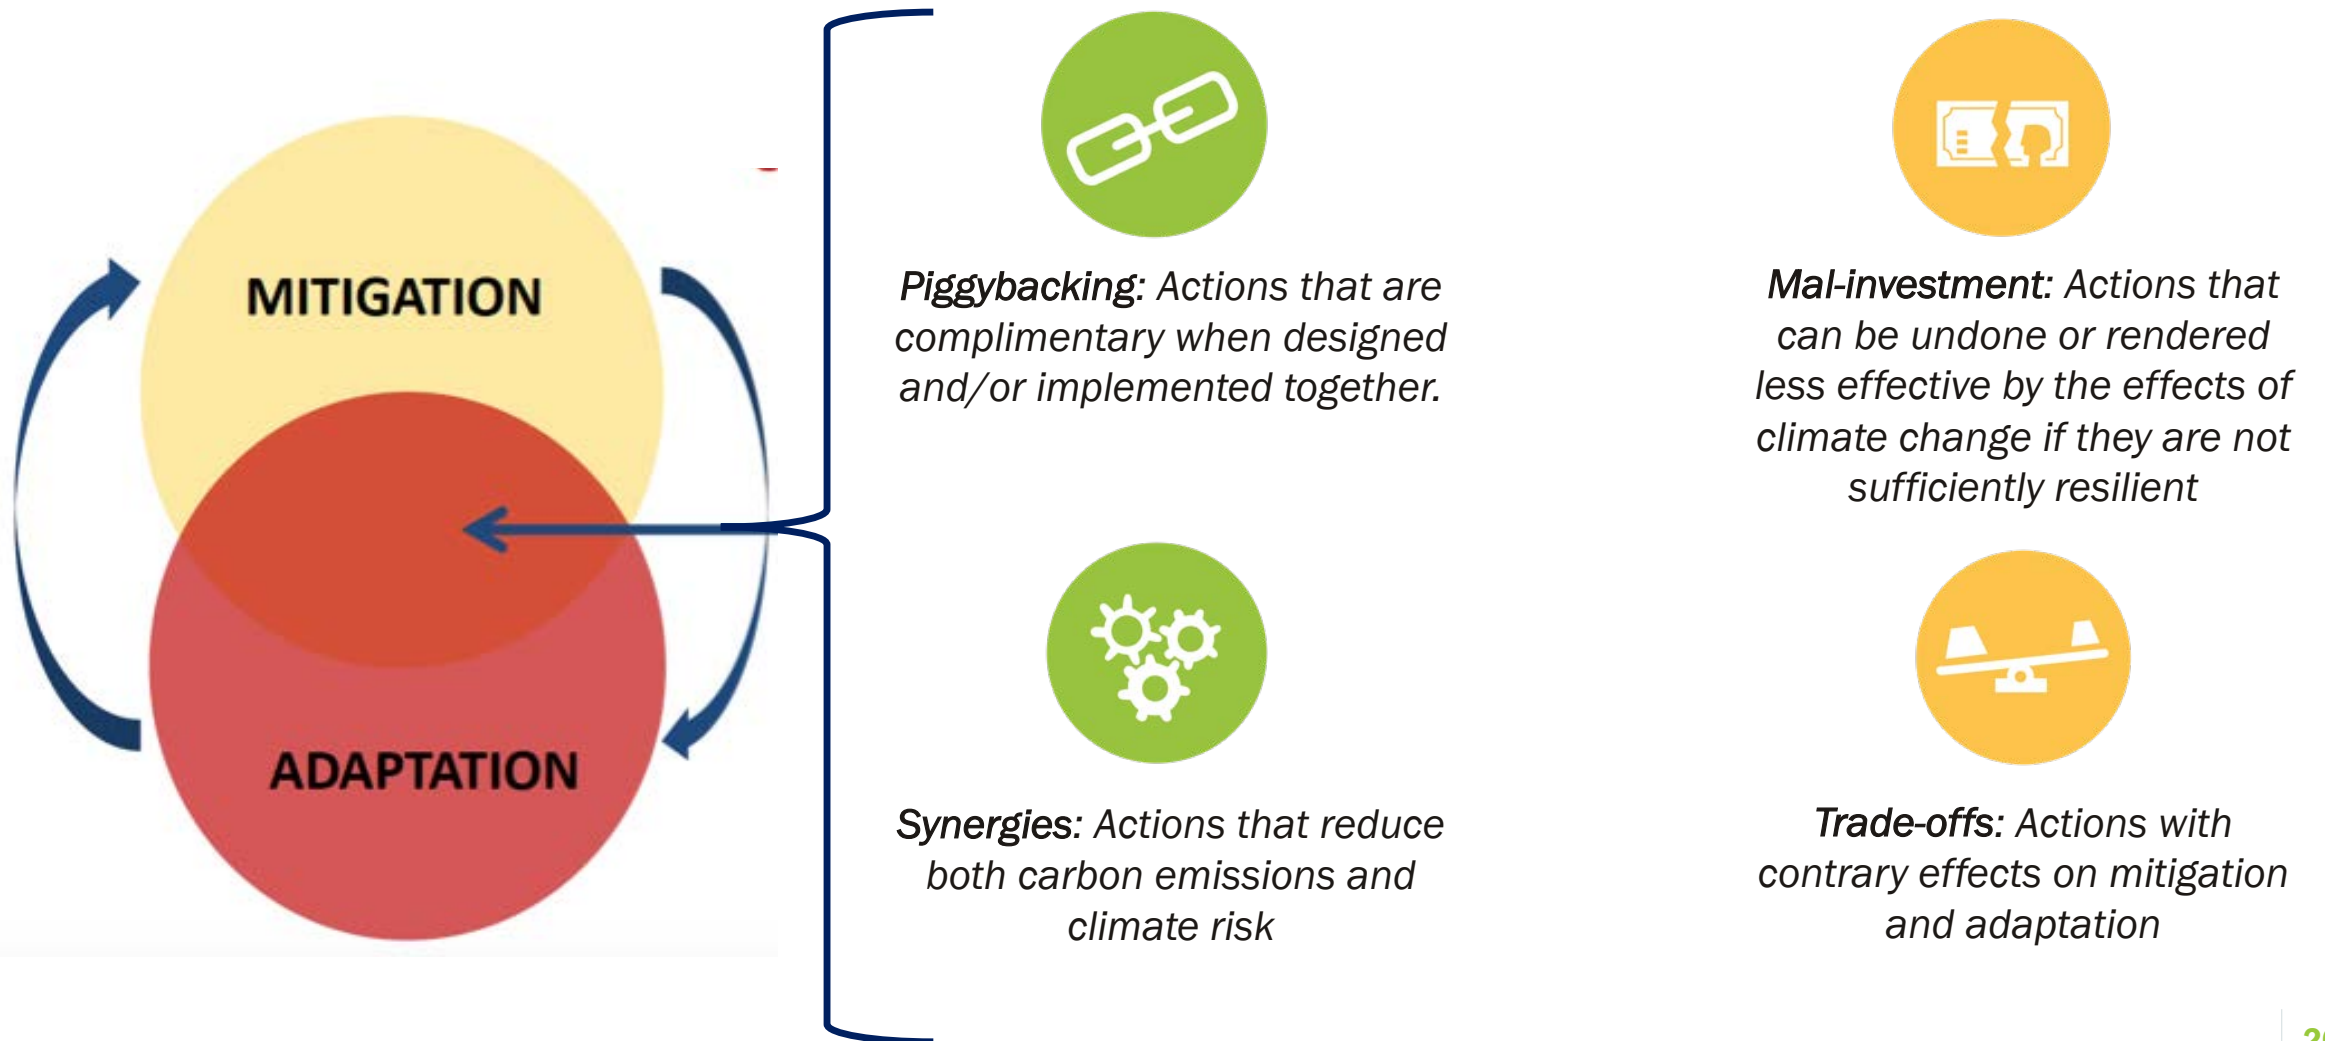 MITIGATION
ADAPTATION
Piggybacking: Actions that are
complimentary when designed
and/or implemented together.
Synergies: Actions that reduce
both carbon emissions and
climate risk
Mal-investment: Actions that
can be undone or rendered
less effective by the effects of
climate change if they are not
sufficiently resilient
Trade-offs: Actions with
contrary effects on mitigation
and adaptation